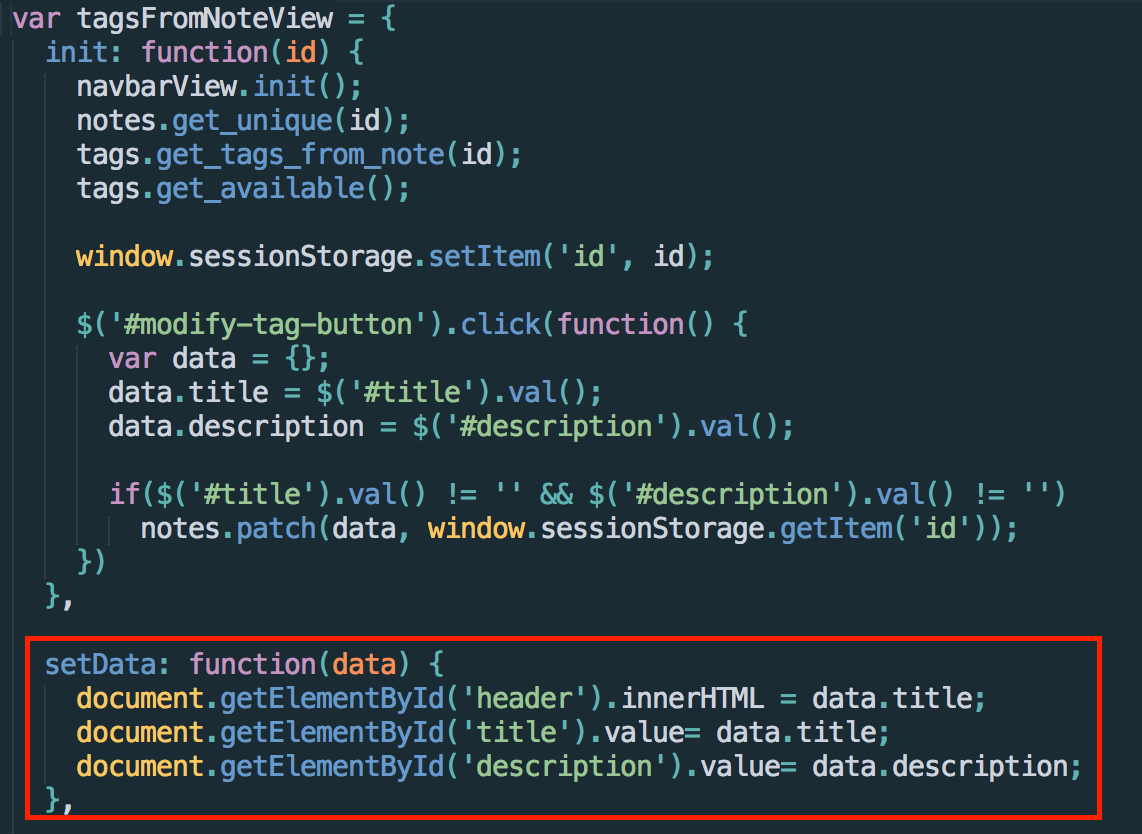 var tagsFromNoteView = {
init: function(id) {
navbarView.init();
notes.get_unique(id);
tags.get_tags_from_note(id);
tags.get_available();
window.sessionStorage.setItem('id', id);
$('#modify-tag-button').click(function() {
var data = {};
data.title = $('#title').val();
data.description = $('#description').val();
if($('#title').val() != '' && $('#description').val() != '')
notes.patch(data, window.sessionStorage.getItem('id'));
})
},
setData: function(data) {
document.getElementById('header').innerHTML = data.title;
document.getElementById('title').value= data.title;
document.getElementById('description').value= data.description;
},